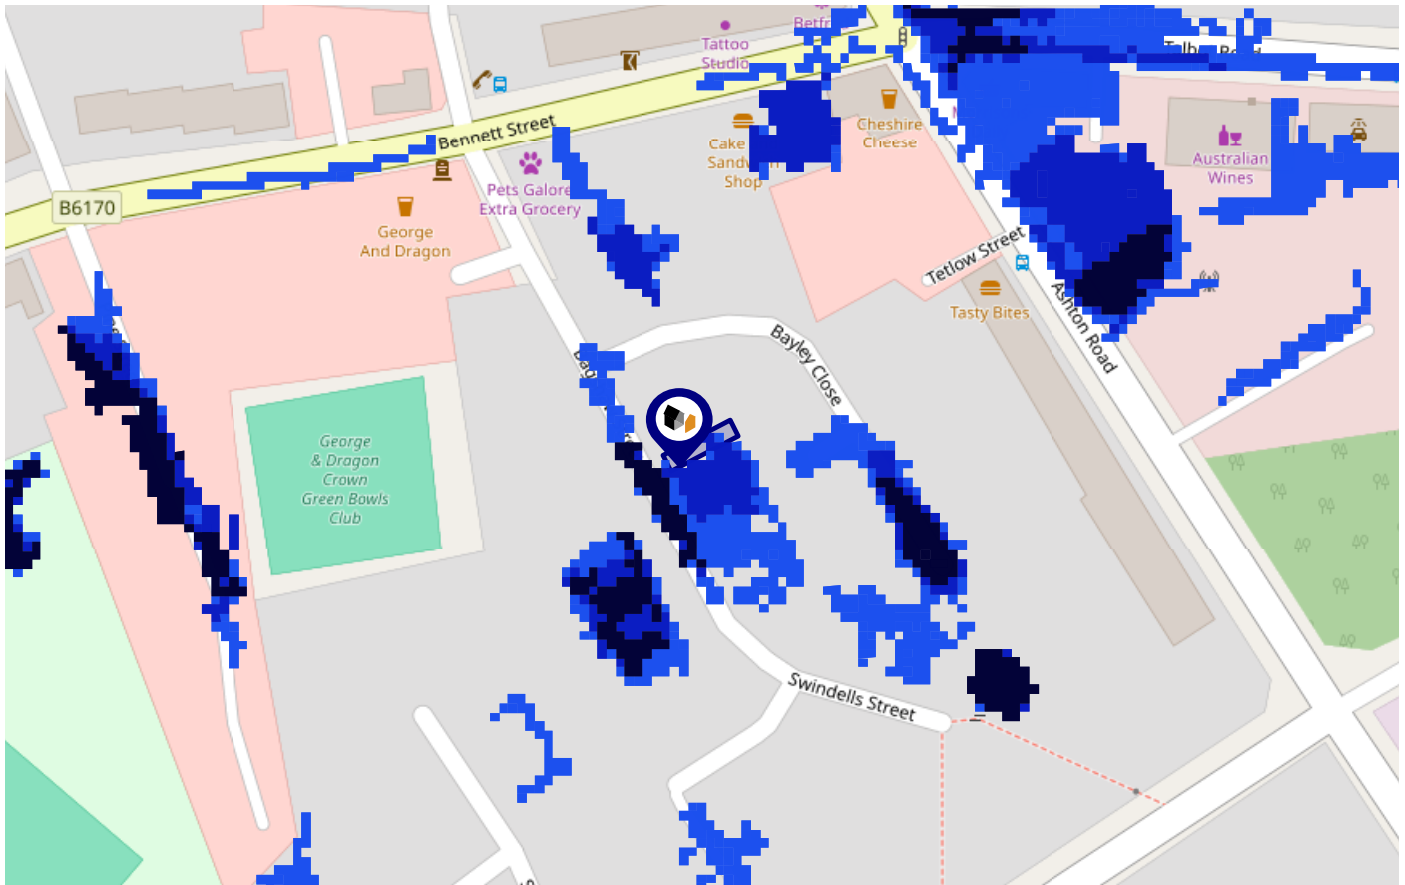 Tattoo
Studio
Bennett Street
B6170
Pets Galore
Extra Grocery
George
And Dragon
Cake
Shop
Cheshire
Cheese
Australian
Wines
Tetlow Street
Tasty Bites
Ashton Road
Bayley Close
George
& Dragon
Crown
Green Bowls
Club
Swindells Street